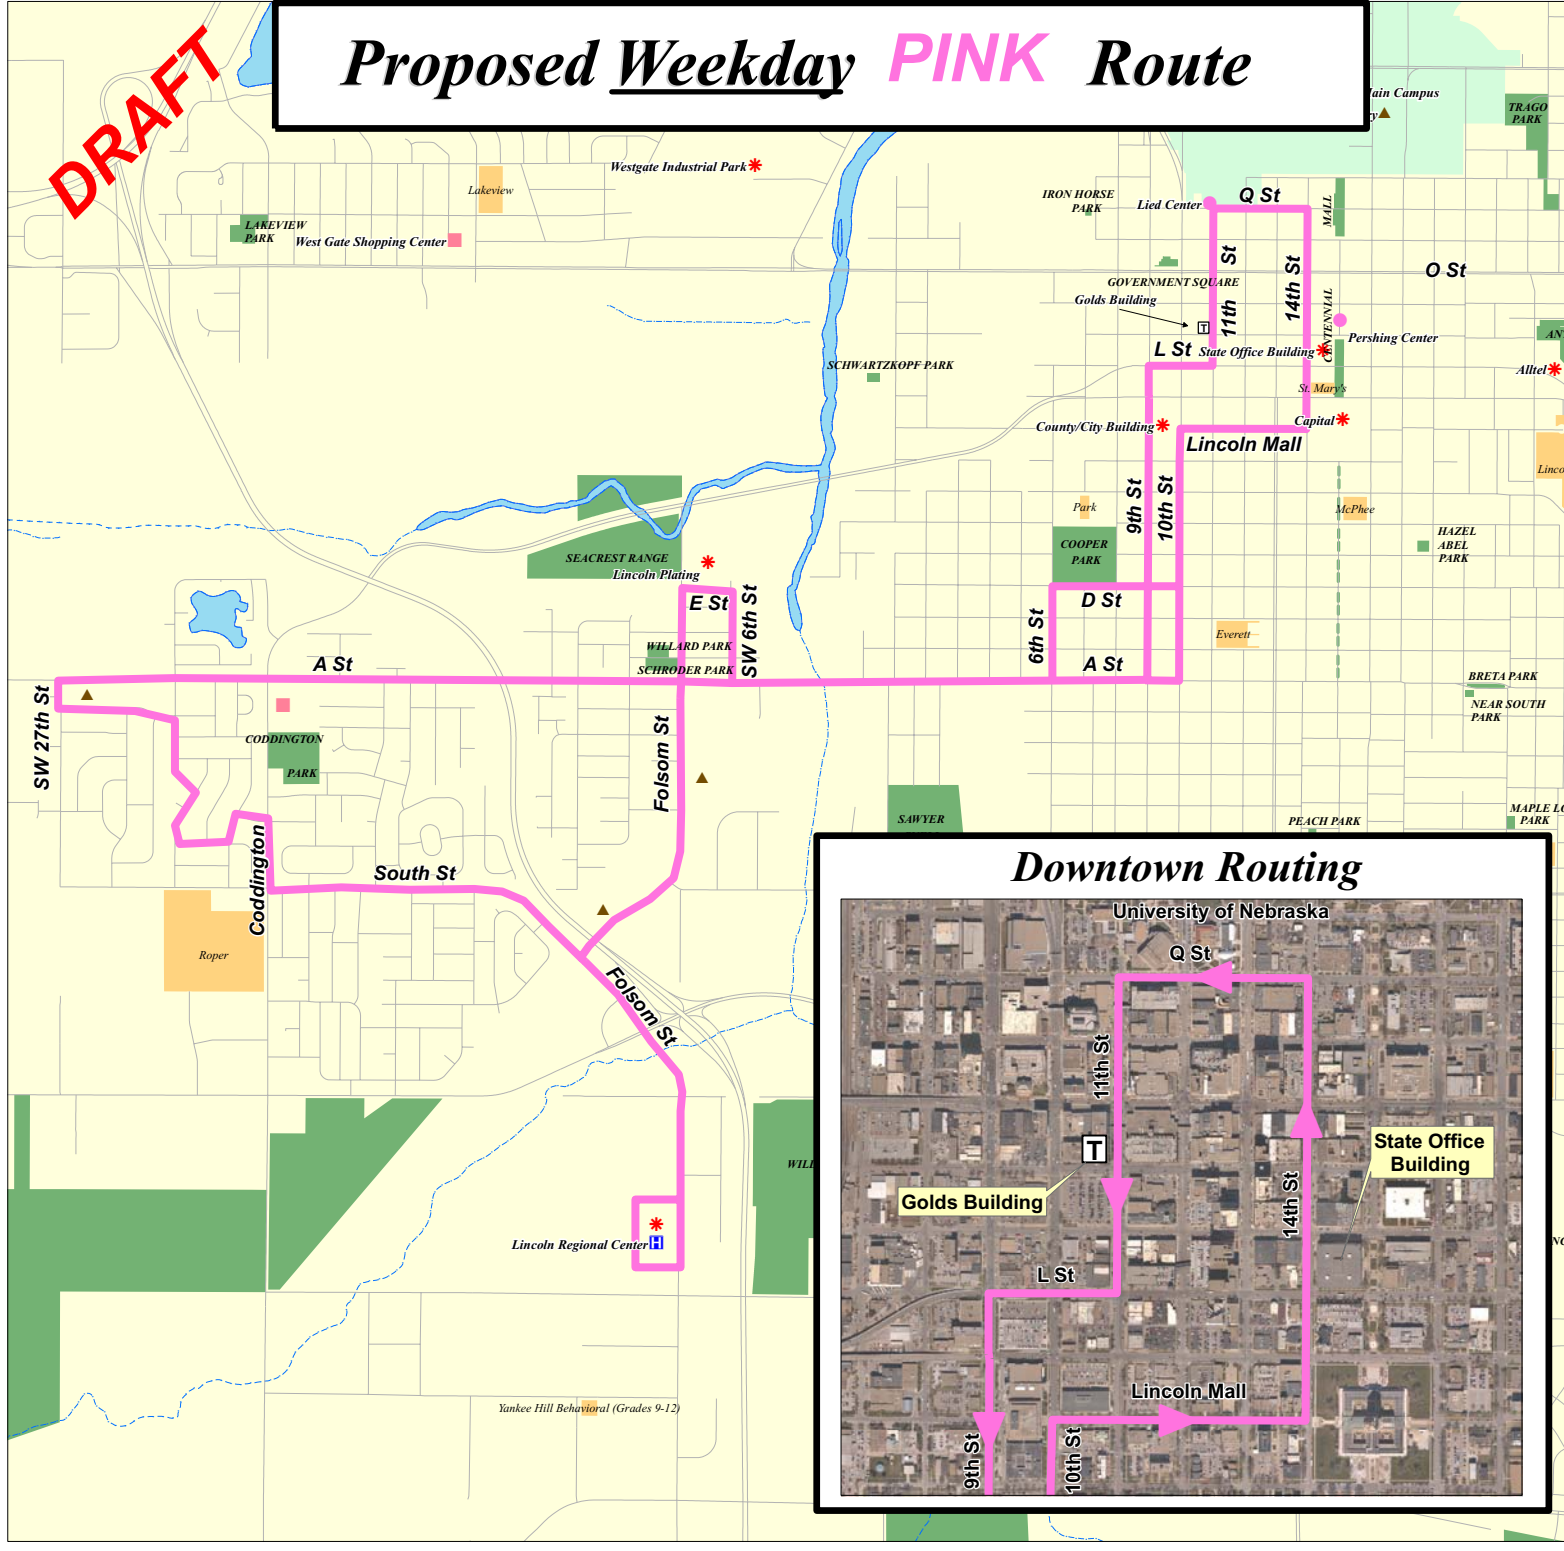 Proposed Weekday PINK Route
DRAFT
ain Campus
y
TRAGO
PARK
Westgate Industrial Park
Lakeview
IRON HORSE
PARK
Lied Center
Q St
MALL
LAKEVIEW
PARK
West Gate Shopping Center
11th St
14th St
O St
GOVERNMENT SQUARE
Golds Building
T
CENTENNIAL
Pershing Center
AN
L St
State Office Building
SCHWARTZKOPF PARK
Alltel
St. Mary's
County/City Building
Capital
Lincoln Mall
Linco
9th St
10th St
Park
McPhee
COOPER
PARK
HAZEL
ABEL
PARK
SEACREST RANGE
Lincoln Plating
E St
SW 6th St
D St
6th St
Everett
WILLARD PARK
SCHRODER PARK
A St
A St
BRETA PARK
NEAR SOUTH
PARK
SW 27th St
CODDINGTON
PARK
Folsom St
SAWYER
PEACH PARK
MAPLE LO
PARK
Coddington
South St
Roper
Folsom St
WILL
Lincoln Regional Center
H
Yankee Hill Behavioral (Grades 9-12)
Downtown Routing
University of Nebraska
Q St
11th St
T
State Office
Building
Golds Building
14th St
L St
Lincoln Mall
9th St
10th St